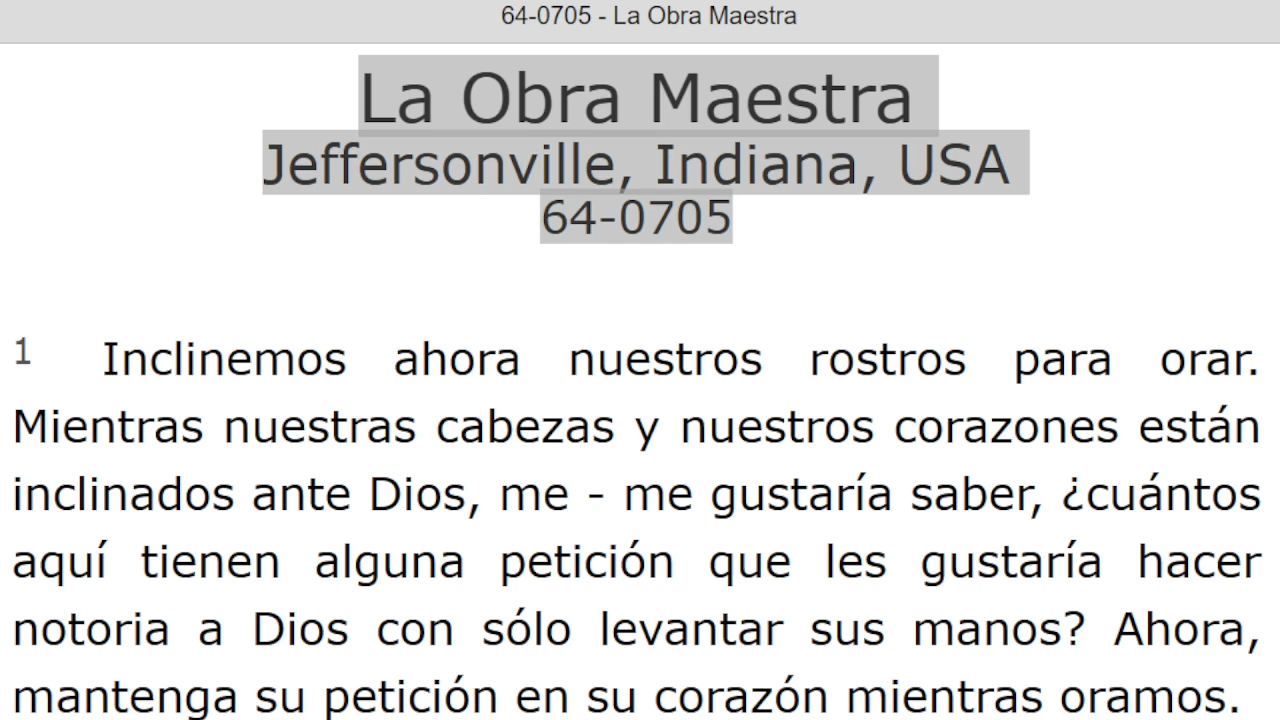 64-0705 - La Obra Maestra
La Obra Maestra
Jeffersonville, Indiana, USA
64-0705
1 Inclinemos ahora nuestros rostros para orar.
Mientras nuestras cabezas y nuestros corazones están
inclinados ante Dios, me - me gustaría saber, ¿cuántos
aquí tienen alguna petición que les gustaría hacer
notoria a Dios con sólo levantar sus manos? Ahora,
mantenga su petición en su corazón mientras oramos.